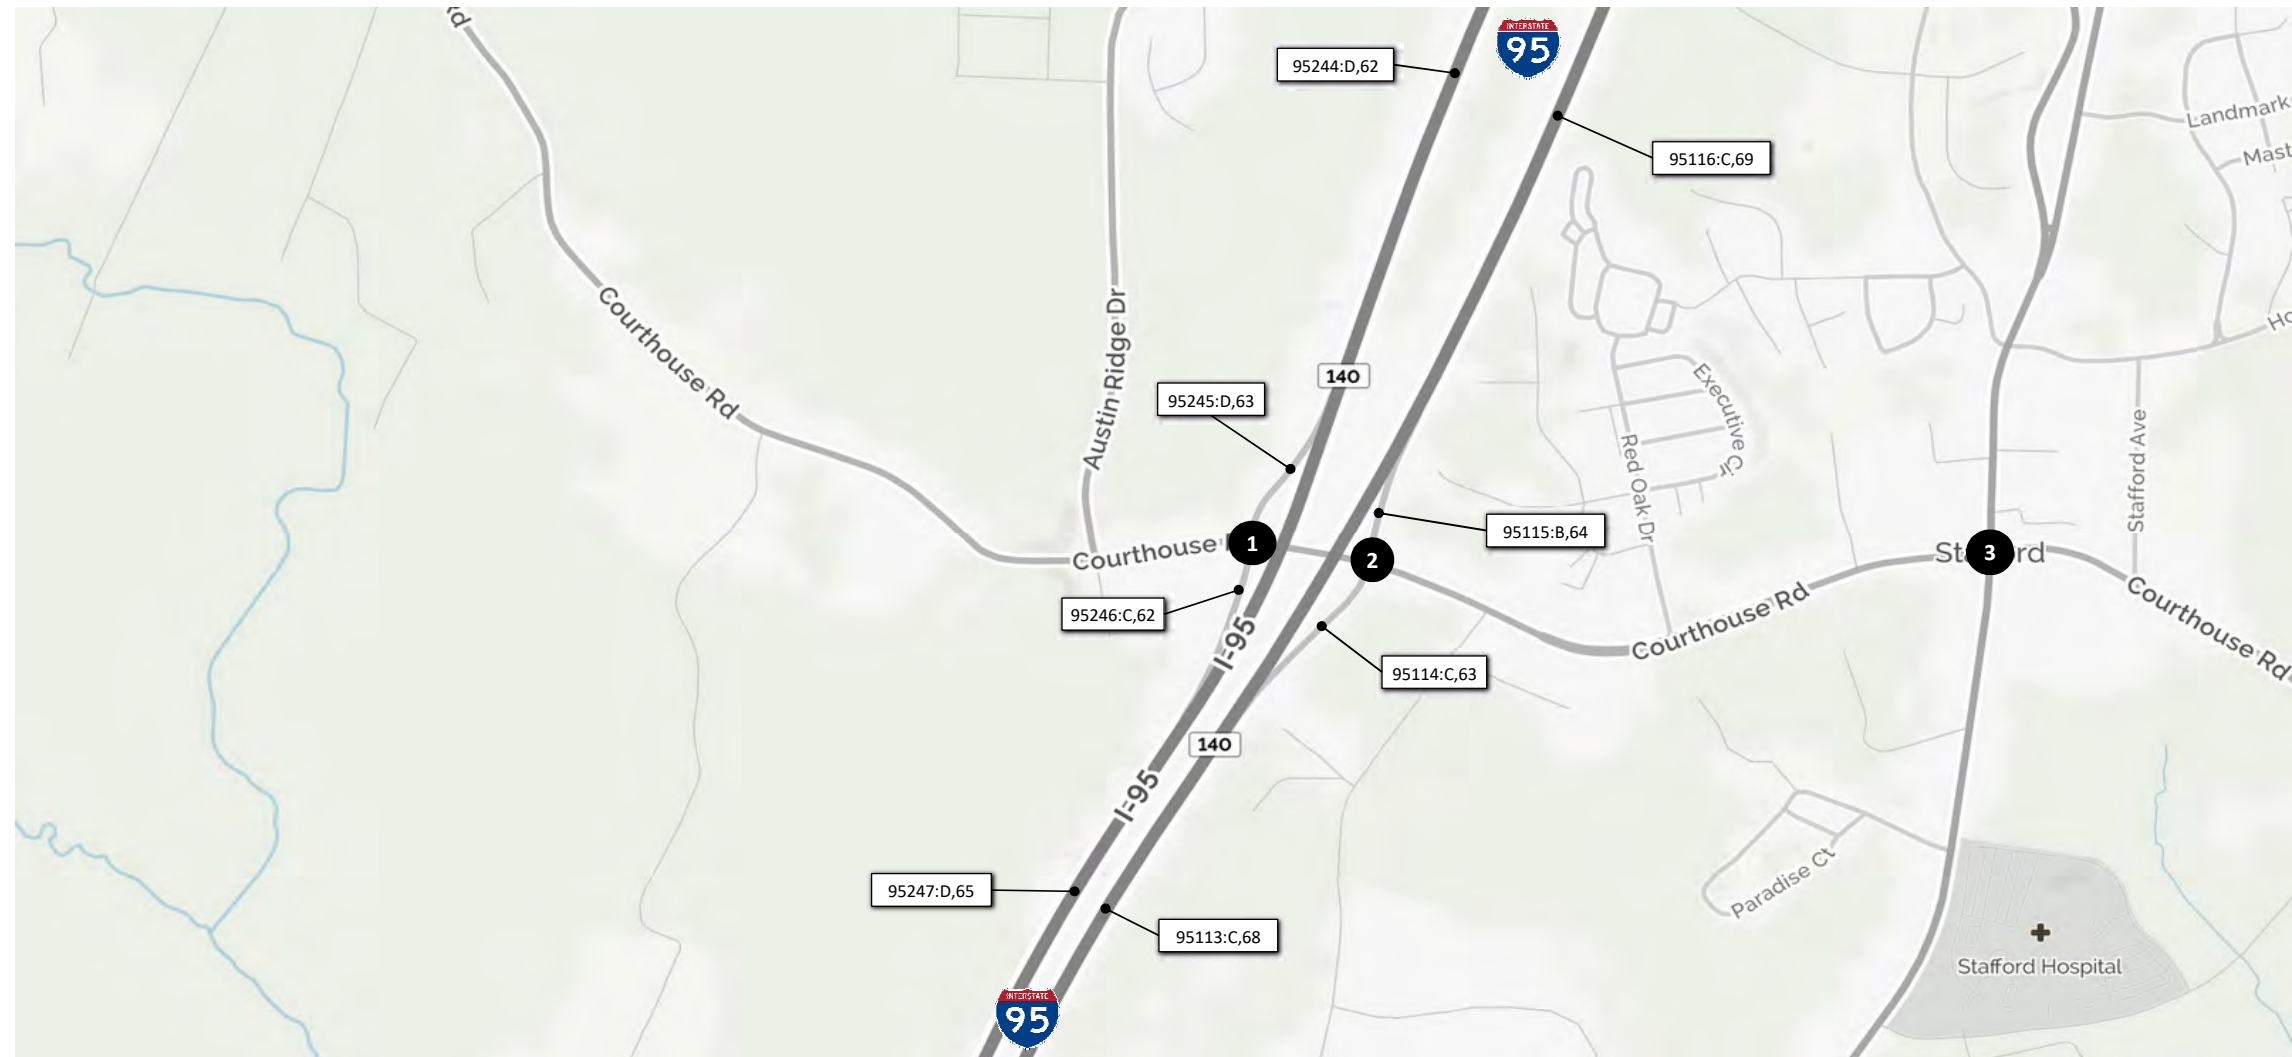 Rd
INTERSTATE
95
95244:D,62
95116:C,69
Landmark
Mast
Courthouse Rd
Austin Ridge Dr
Ho
140
95245:D,63
Executive Cir
Red Oak Dr
Stafford Ave
95115:B,64
1
2
3
Courthouse
95246:C,62
Courthouse Rd
Courthouse Rd
I-95
95114:C,63
140
I-95
95247:D,65
95113:C,68
Paradise Ct
Stafford Hospital
INTERSTATE
95